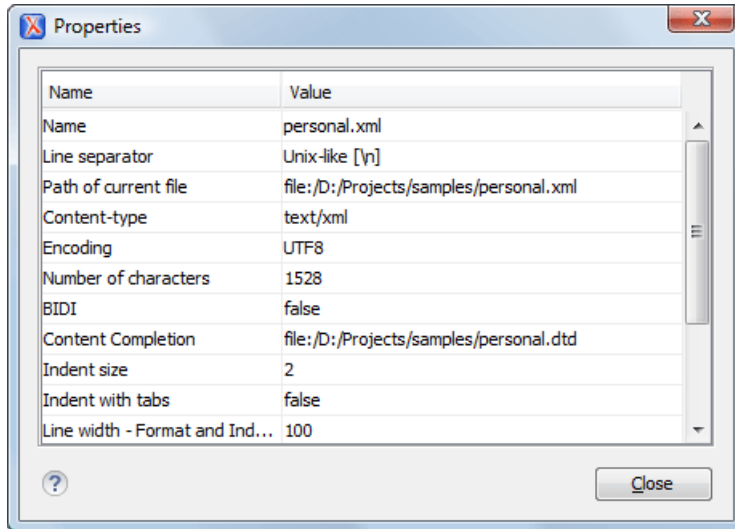 Properties
Name Value
Name personal.xml
Line separator Unix-like [\n]
Path of current file file:/D:/Projects/samples/personal.xml
Content-type text/xml
Encoding UTF8
Number of characters 1528
BIDI false
Content Completion file:/D:/Projects/samples/personal.dtd
Indent size 2
Indent with tabs false
Line width - Format and Ind... 100
? Close